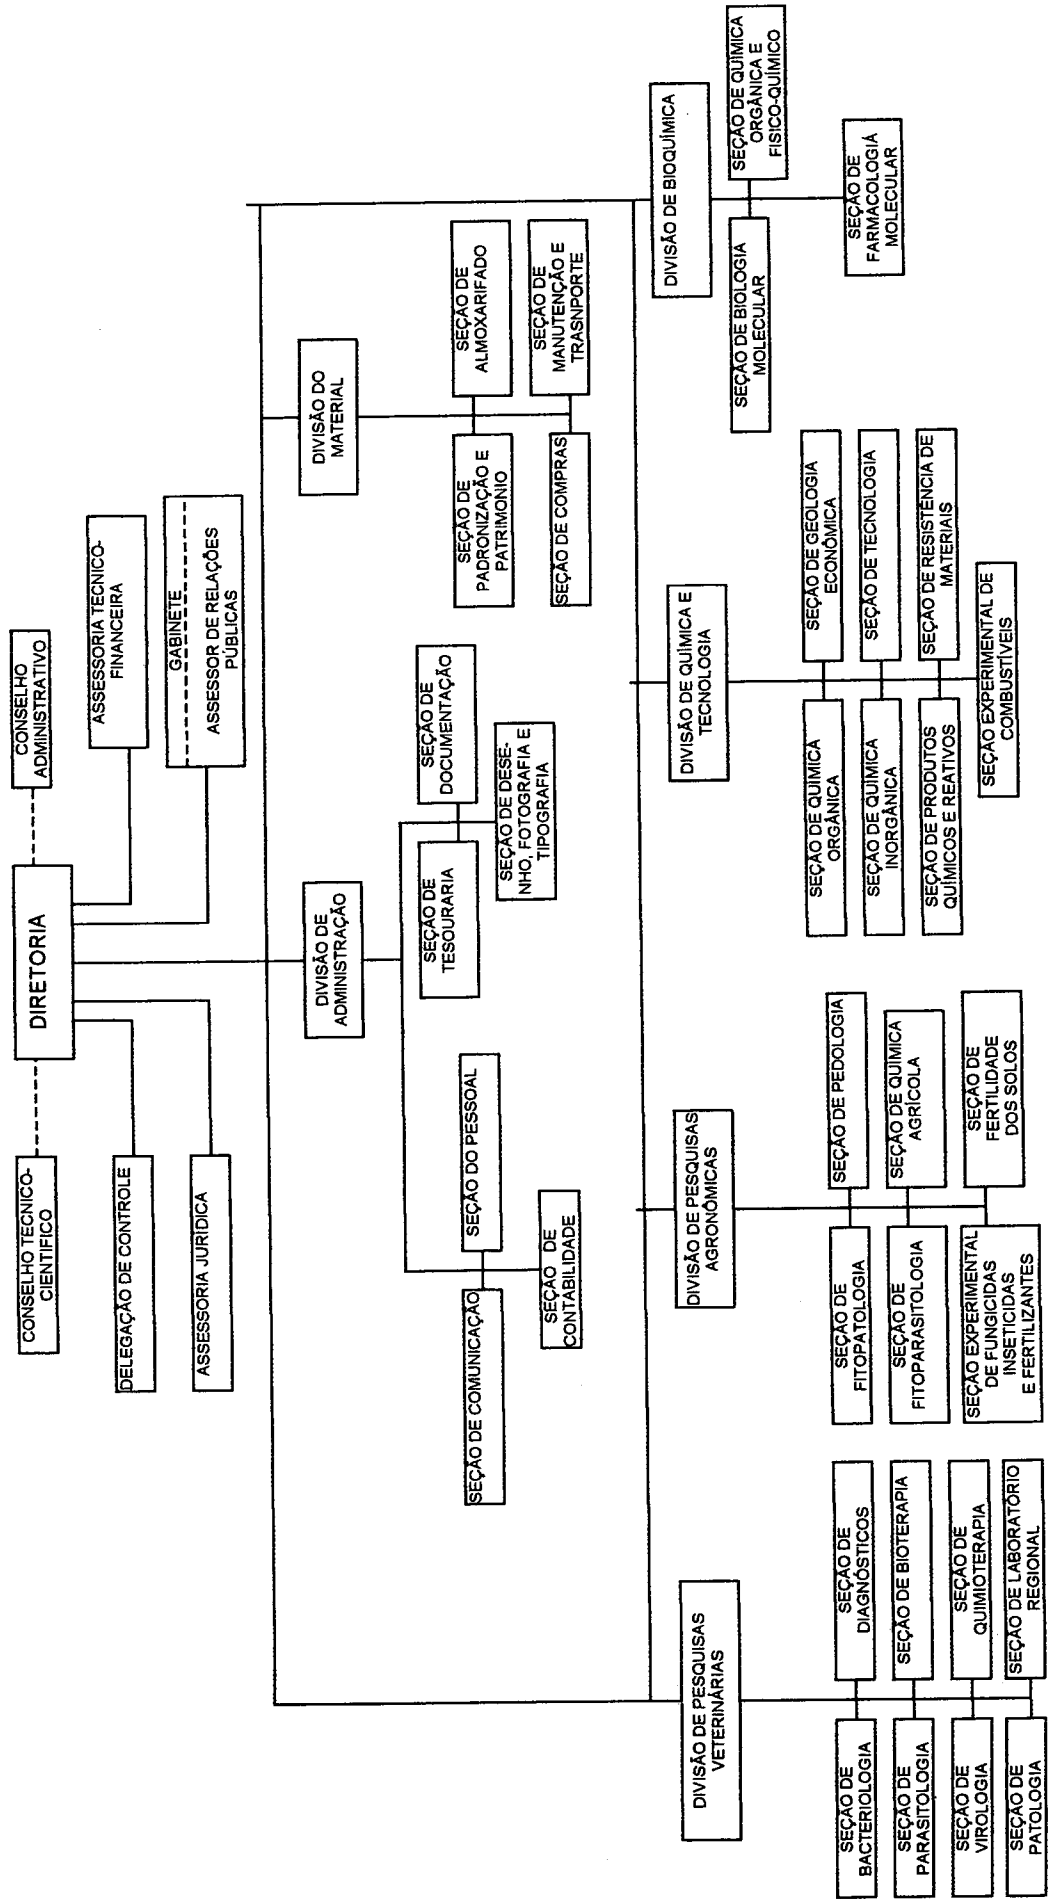 DIRETORIA
CONSELHO TECNICO-
CIENTIFICO
CONSELHO
ADMINISTRATIVO
DELEGAÇÃO DE CONTROLE
ASSESSORIA TECNICO-
FINANCEIRA
ASSESSORIA JURÍDICA
GABINETE
ASSESSOR DE RELAÇÕES
PÚBLICAS
DIVISÃO DE
ADMINISTRAÇÃO
DIVISÃO DO
MATERIAL
SEÇÃO DE COMUNICAÇÃO
SEÇÃO DO PESSOAL
SEÇÃO DE
CONTABILIDADE
SEÇÃO DE
TESOURARIA
SEÇÃO DE
DOCUMENTAÇÃO
SEÇÃO DE DESE-
NHO, FOTOGRAFIA E
TIPOGRAFIA
SEÇÃO DE
PADRONIZAÇÃO E
PATRIMONIO
SEÇÃO DE
ALMOXARIFADO
SEÇÃO DE COMPRAS
SEÇÃO DE
MANUTENÇÃO E
TRASNPORTE
DIVISÃO DE PESQUISAS
VETERINÁRIAS
SEÇÃO DE
BACTERIOLOGIA
SEÇÃO DE
DIAGNÓSTICOS
SEÇÃO DE
PARASITOLOGIA
SEÇÃO DE BIOTERAPIA
SEÇÃO DE
VIROLOGIA
SEÇÃO DE
QUIMIOTERAPIA
SEÇÃO DE
PATOLOGIA
SEÇÃO DE LABORATÓRIO
REGIONAL
DIVISÃO DE PESQUISAS
AGRONÔMICAS
SEÇÃO DE
FITOPATOLOGIA
SEÇÃO DE PEDOLOGIA
SEÇÃO DE
FITOPARASITOLOGIA
SEÇÃO DE QUÍMICA
AGRÍCOLA
SEÇÃO EXPERIMENTAL
DE FUNGICIDAS
INSETICIDAS
E FERTILIZANTES
SEÇÃO DE
FERTILIDADE
DOS SOLOS
DIVISÃO DE QUÍMICA E
TECNOLOGIA
SEÇÃO DE QUÍMICA
ORGÂNICA
SEÇÃO DE GEOLOGIA
ECONÔMICA
SEÇÃO DE QUÍMICA
INORGÂNICA
SEÇÃO DE TECNOLOGIA
SEÇÃO DE PRODUTOS
QUÍMICOS E REATIVOS
SEÇÃO DE RESISTÊNCIA DE
MATERIAIS
SEÇÃO EXPERIMENTAL DE
COMBUSTÍVEIS
DIVISÃO DE BIOQUÍMICA
SEÇÃO DE BIOLOGIA
MOLECULAR
SEÇÃO DE QUÍMICA
ORGÂNICA E
FISICO-QUÍMICO
SEÇÃO DE
FARMACOLOGIA
MOLECULAR